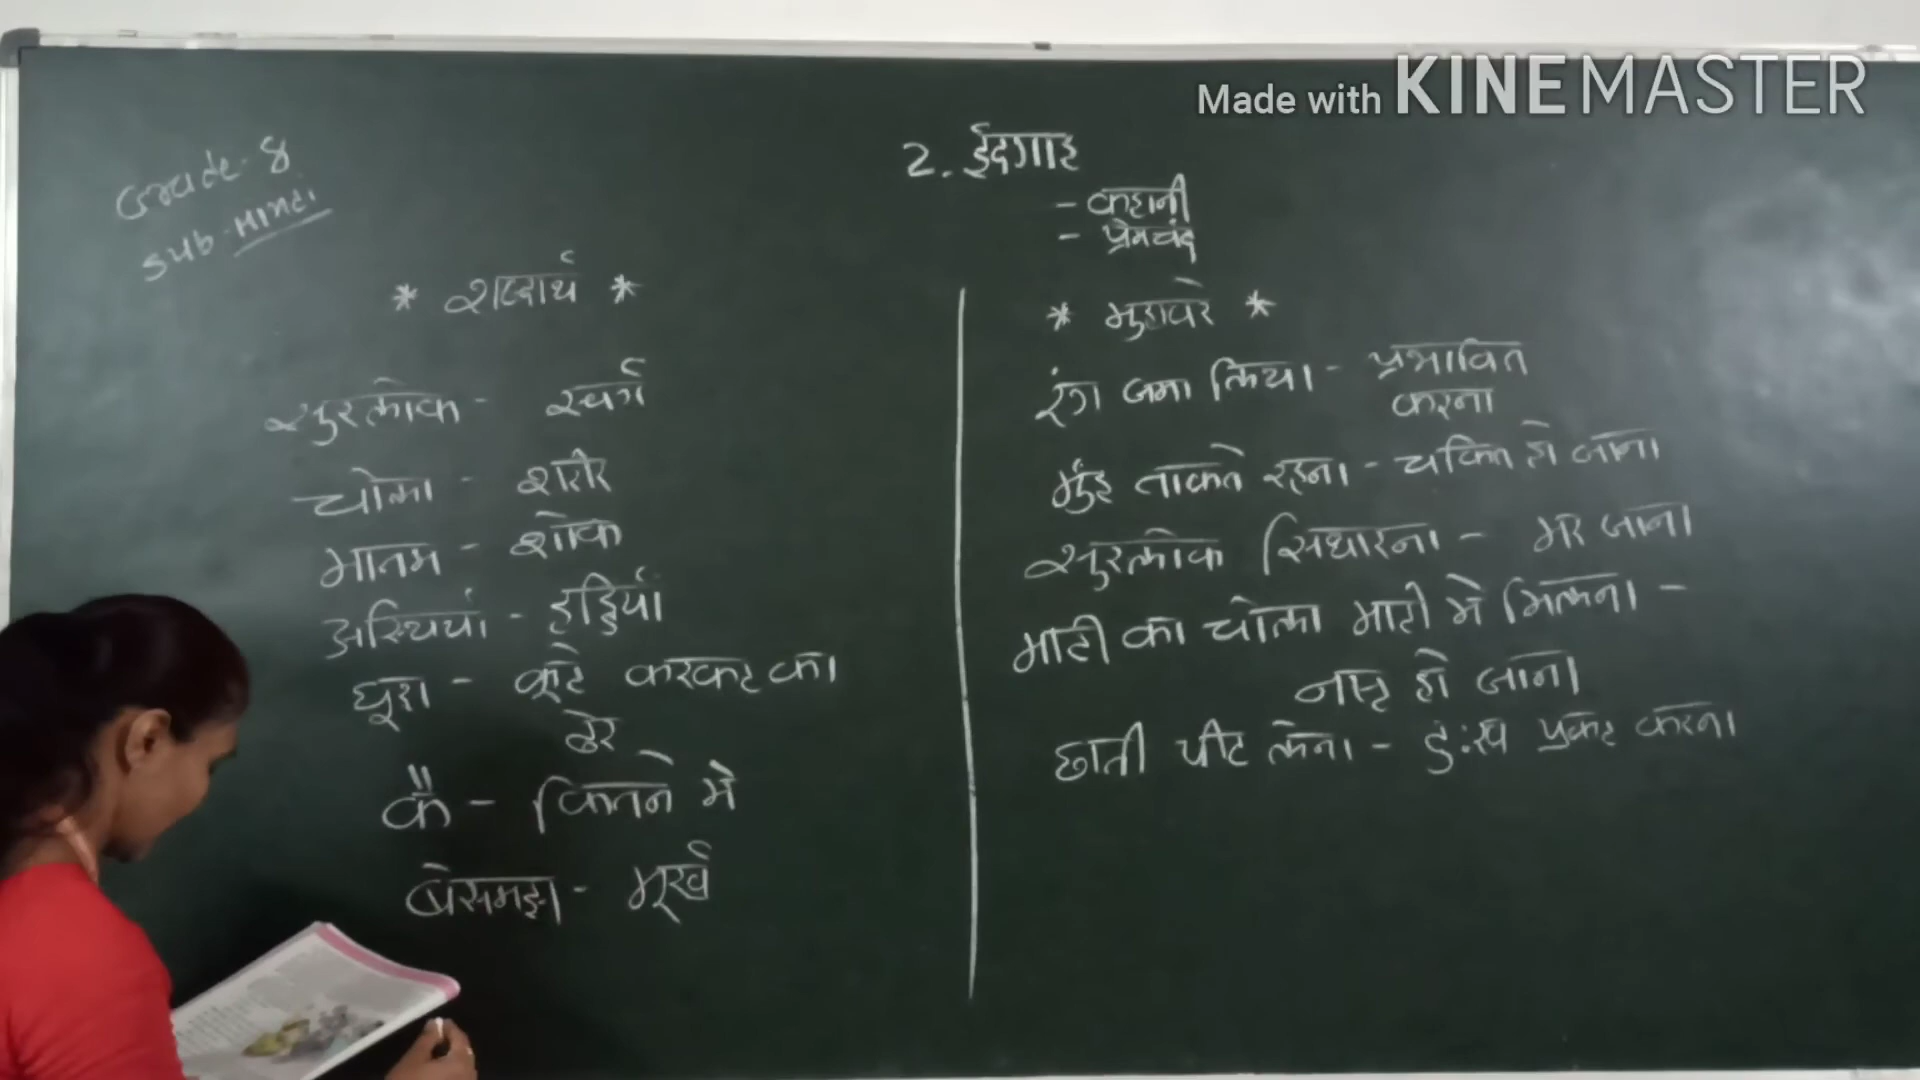 Made with KINEMASTER
Grade - 8
Sub - Hindi
2. ईदगाह
- कहानी
- प्रेमचंद
* शब्दार्थ *
सुरलोक - स्वर्ग
चोला - शरीर
मातम - शोक
अस्थियां - हड्डियां
घूरा - कूटे करकट का
ढेर
कै - कितने में
बेसमझ - मूर्ख
* मुहावरे *
रंग जमा लिया - प्रभावित
करना
मुंह ताकते रहना - चकित हो जाना
सुरलोक सिधारना - मर जाना
माटी का चोला माटी में मिलना -
नष्ट हो जाना
छाती पीट लेना - दुःख प्रकट करना